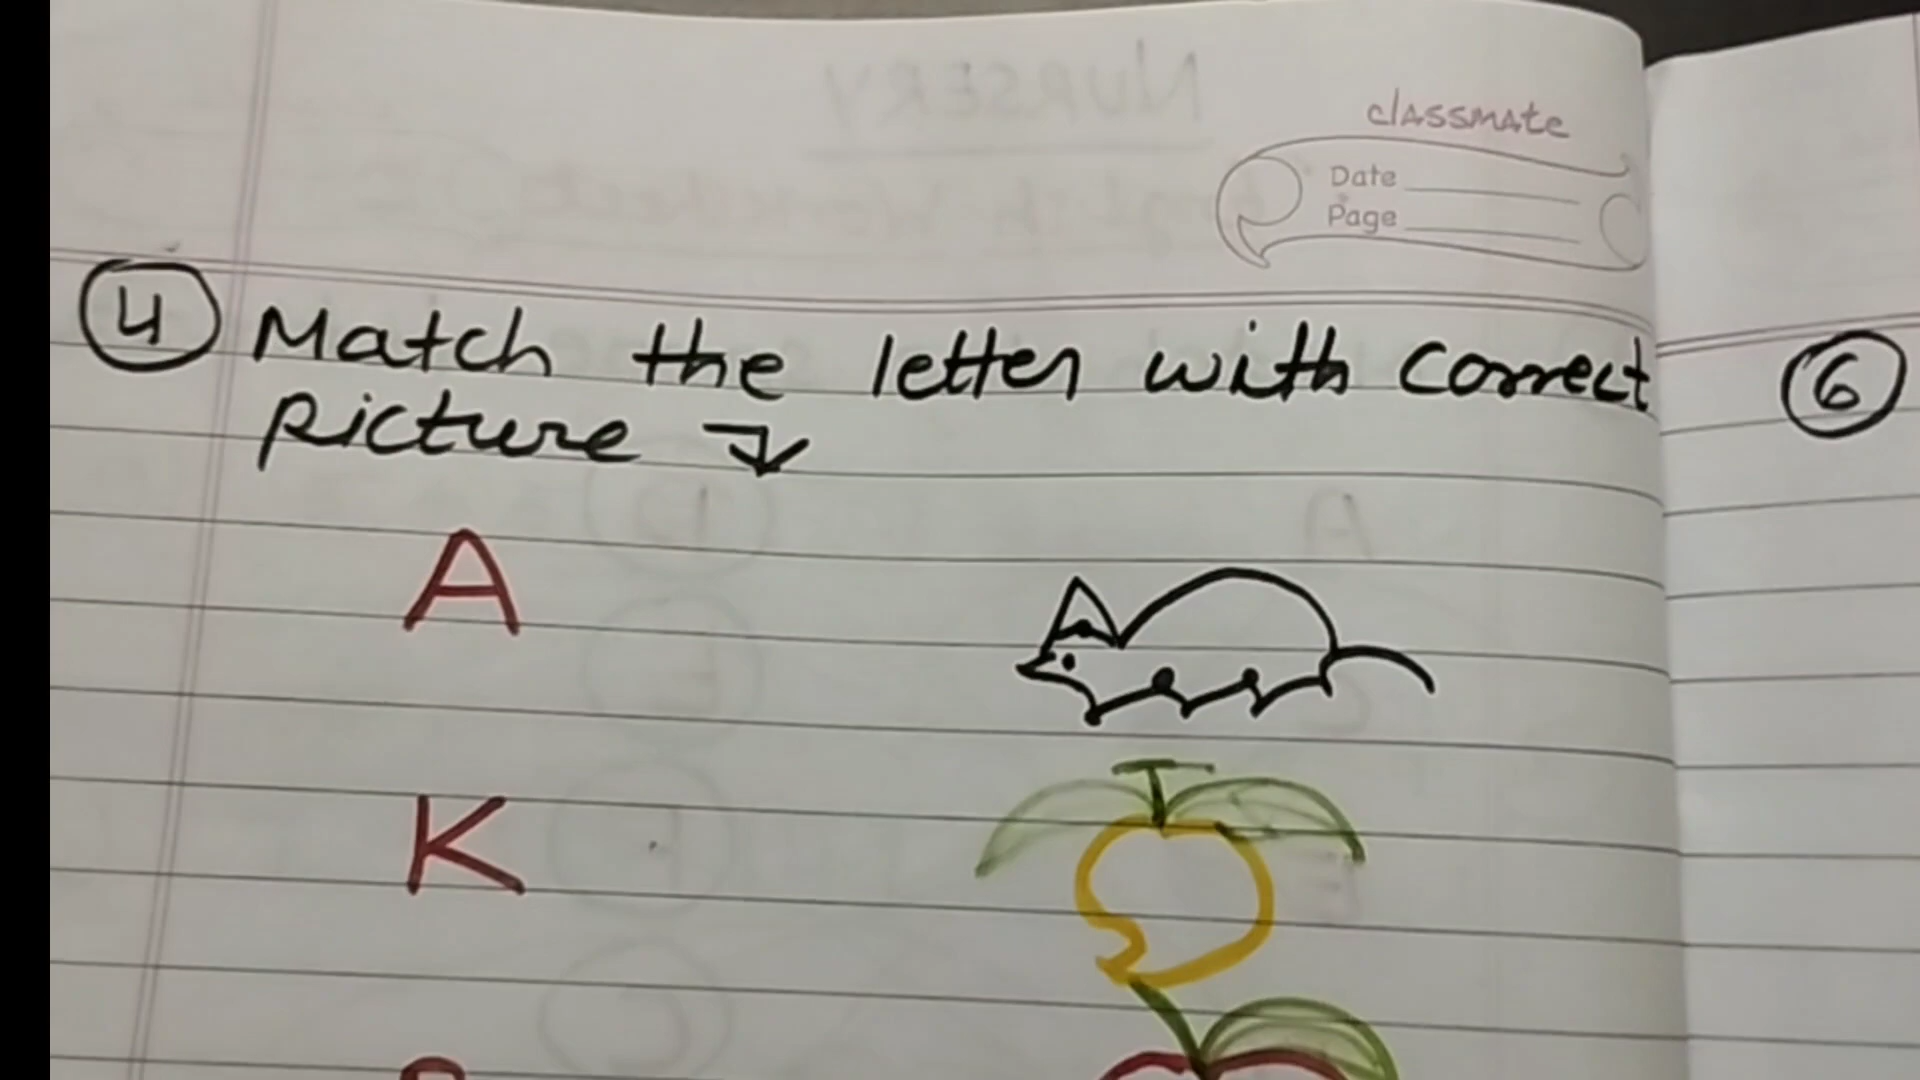 classmate
Date
Page
4 Match the letter with correct
picture
6
A
K